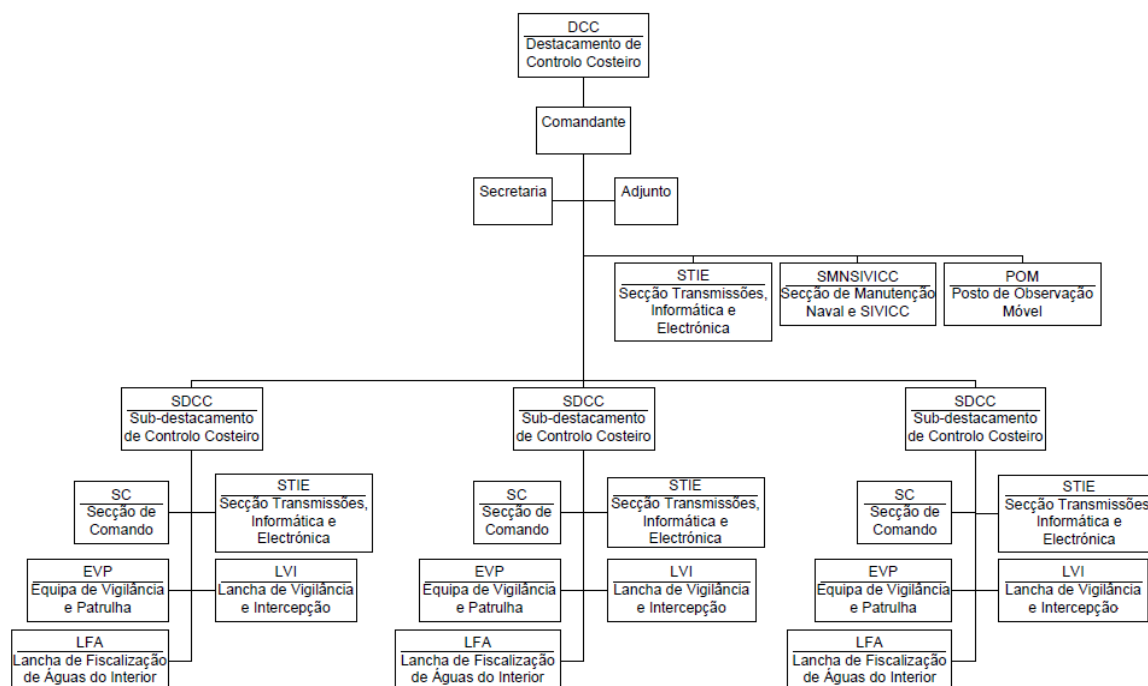 DCC
Destacamento de
Controlo Costeiro
Comandante
Secretaria
Adjunto
STIE
Secção Transmissões,
Informática e
Electrónica
SMNSIVICC
Secção de Manutenção
Naval e SIVICC
POM
Posto de Observação
Móvel
SDCC
Sub-destacamento
de Controlo Costeiro
SC
Secção de
Comando
STIE
Secção Transmissões,
Informática e
Electrónica
EVP
Equipa de Vigilância
e Patrulha
LVI
Lancha de Vigilância
e Intercepção
LFA
Lancha de Fiscalização
de Águas do Interior
SDCC
Sub-destacamento
de Controlo Costeiro
SC
Secção de
Comando
STIE
Secção Transmissões,
Informática e
Electrónica
EVP
Equipa de Vigilância
e Patrulha
LVI
Lancha de Vigilância
e Intercepção
LFA
Lancha de Fiscalização
de Águas do Interior
SDCC
Sub-destacamento
de Controlo Costeiro
SC
Secção de
Comando
STIE
Secção Transmissões,
Informática e
Electrónica
EVP
Equipa de Vigilância
e Patrulha
LVI
Lancha de Vigilância
e Intercepção
LFA
Lancha de Fiscalização
de Águas do Interior